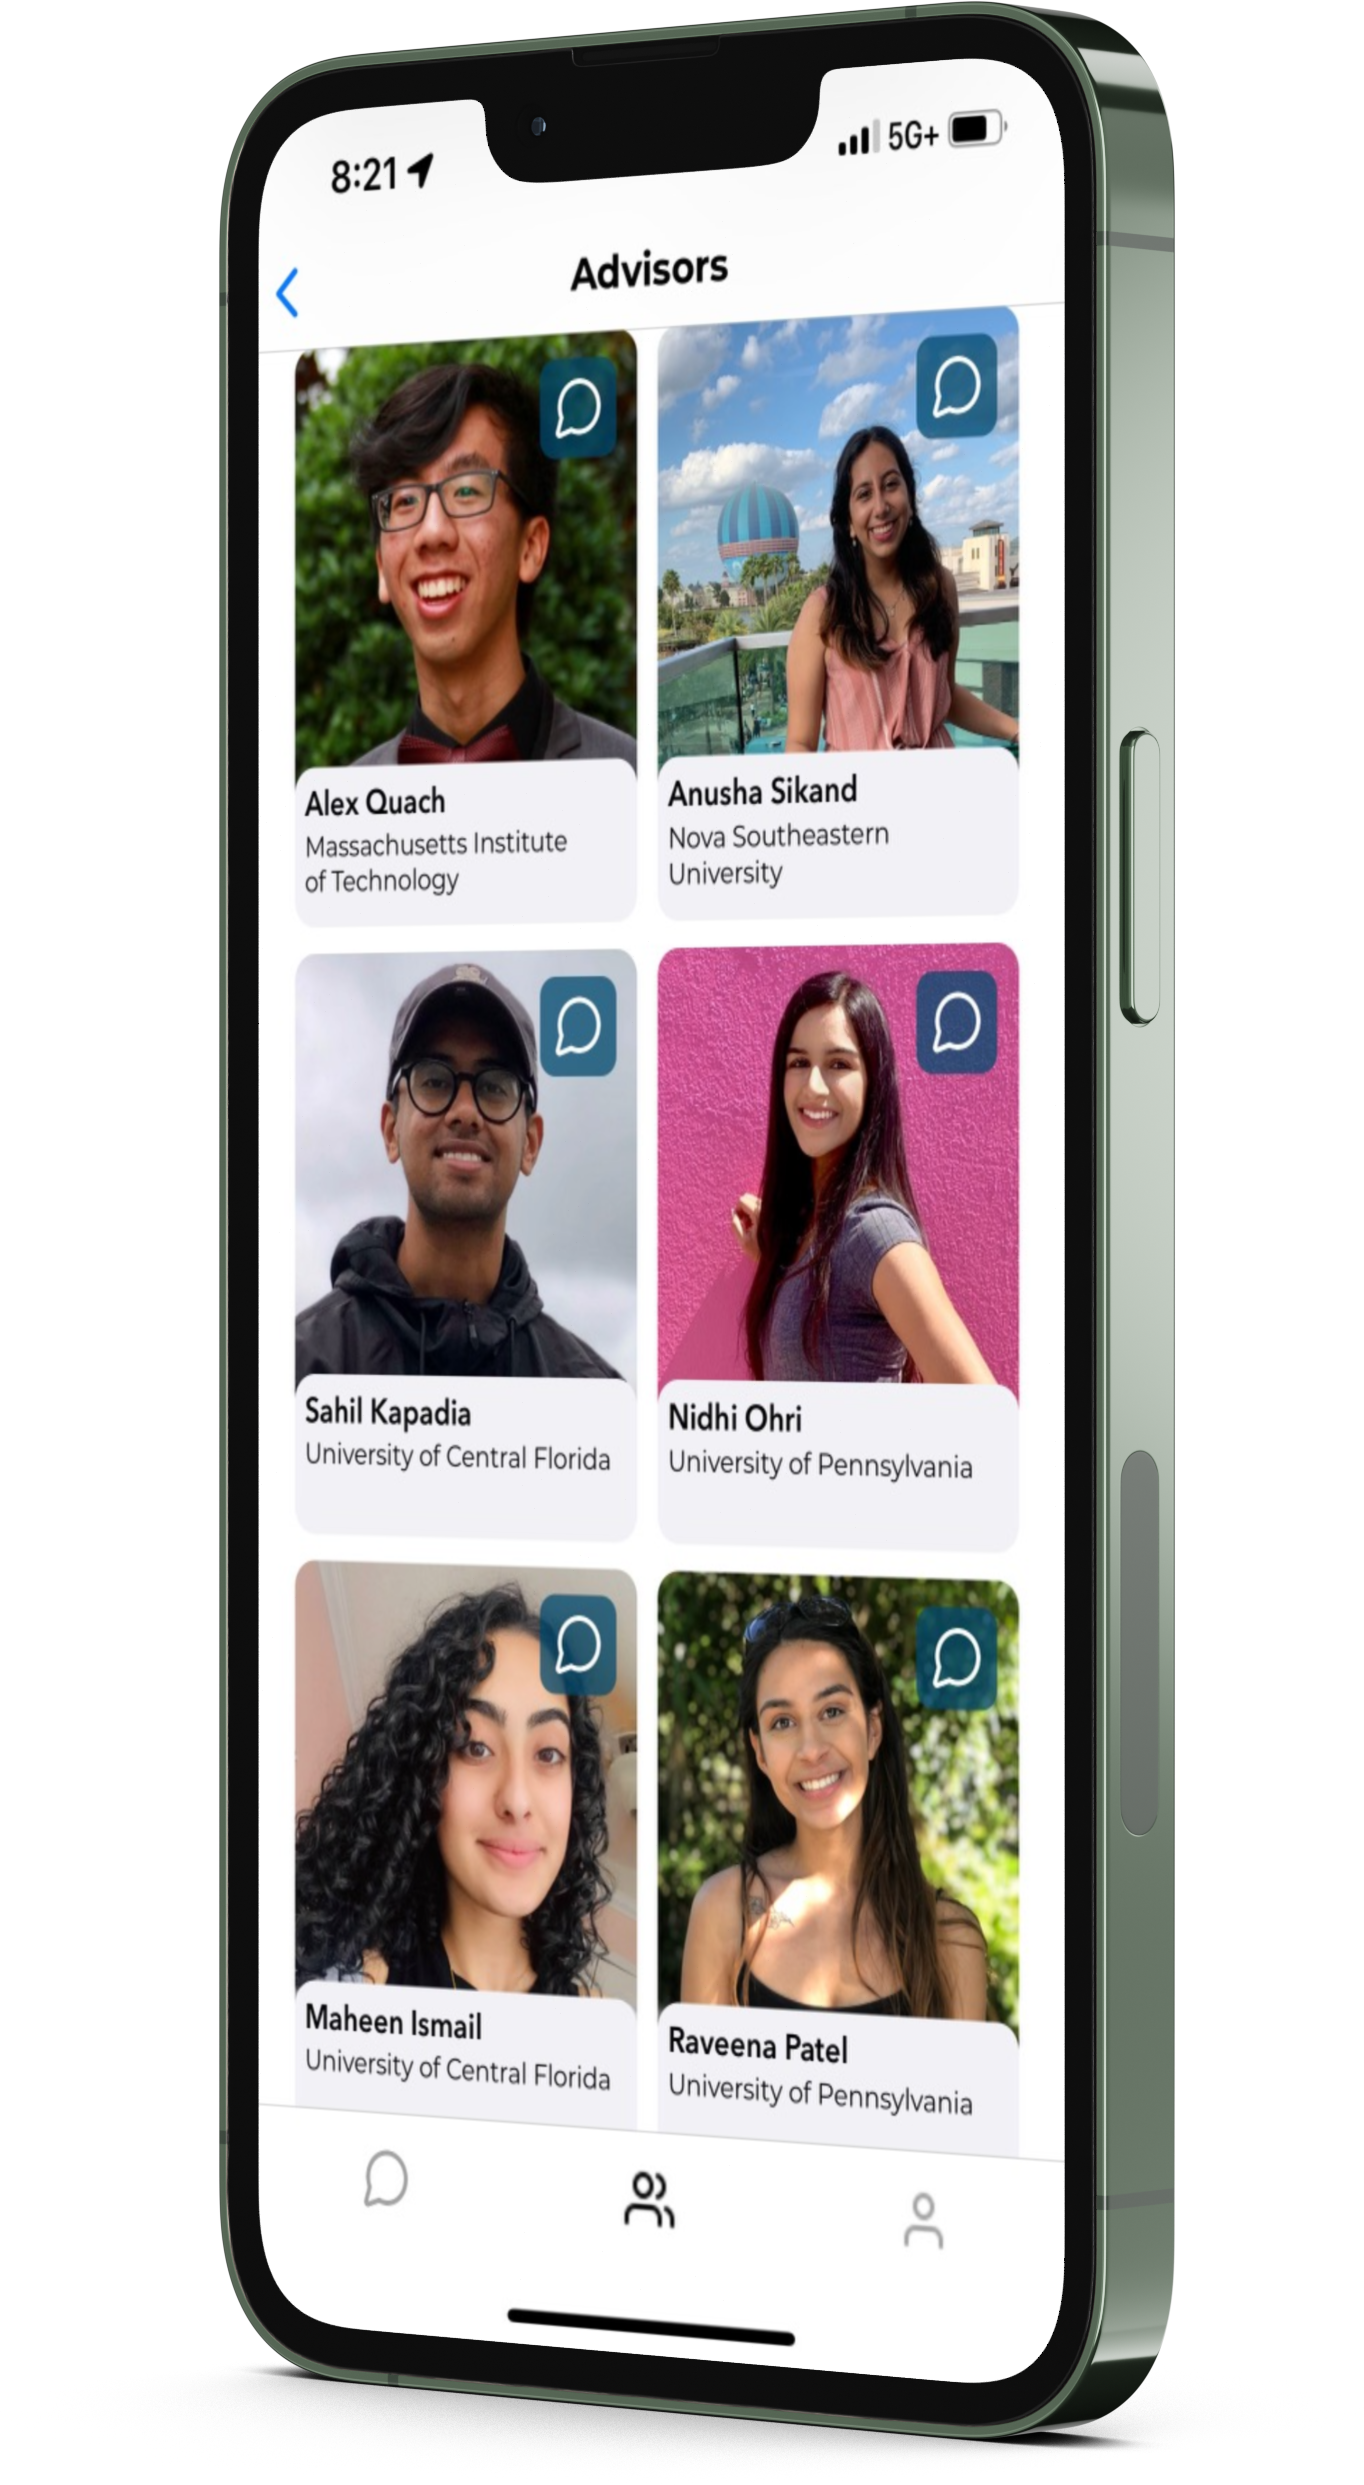 8:21
5G+
Advisors
Alex Quach
Massachusetts Institute
of Technology
Anusha Sikand
Nova Southeastern
University
Sahil Kapadia
University of Central Florida
Nidhi Ohri
University of Pennsylvania
Maheen Ismail
University of Central Florida
Raveena Patel
University of Pennsylvania